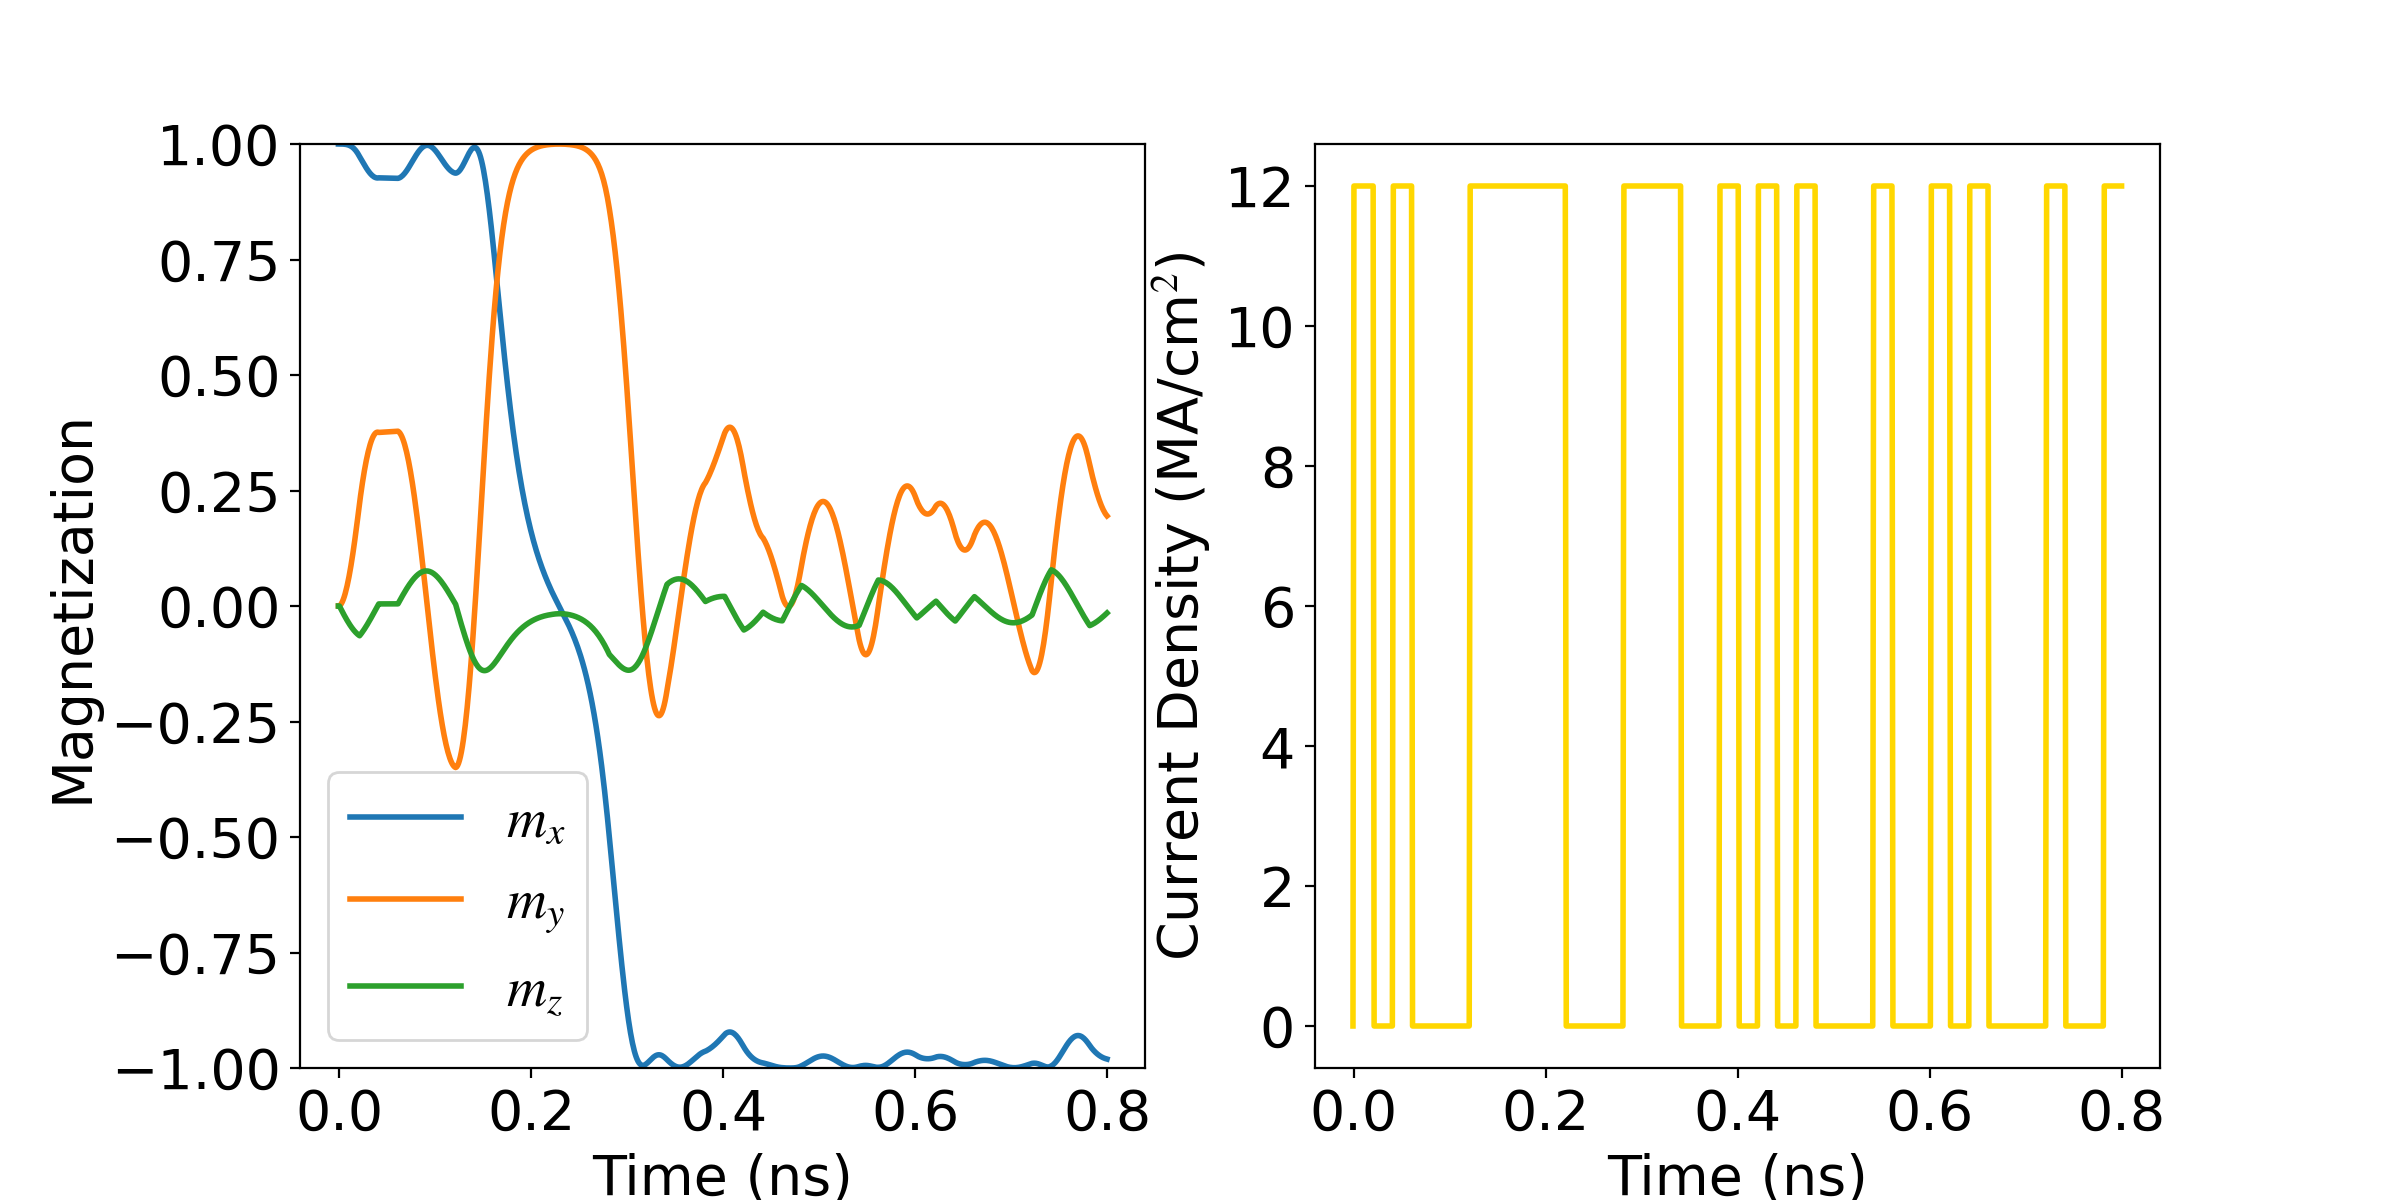 Magnetization
1.00
0.75
0.50
0.25
0.00
−0.25
−0.50
−0.75
−1.00
m_x
m_y
m_z
0.0 0.2 0.4 0.6 0.8
Time (ns)
Current Density (MA/cm²)
12
10
8
6
4
2
0
0.0 0.2 0.4 0.6 0.8
Time (ns)